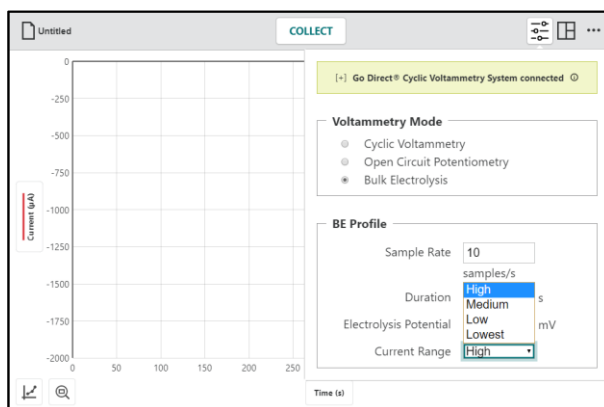 Untitled
COLLECT
[+] Go Direct® Cyclic Voltammetry System connected
Voltammetry Mode
Cyclic Voltammetry
Open Circuit Potentiometry
Bulk Electrolysis
BE Profile
Sample Rate 10
samples/s
Duration s
Electrolysis Potential mV
Current Range High
High
Medium
Low
Lowest
Current (µA)
0
-250
-500
-750
-1000
-1250
-1500
-1750
-2000
0 50 100 150 200 250
Time (s)